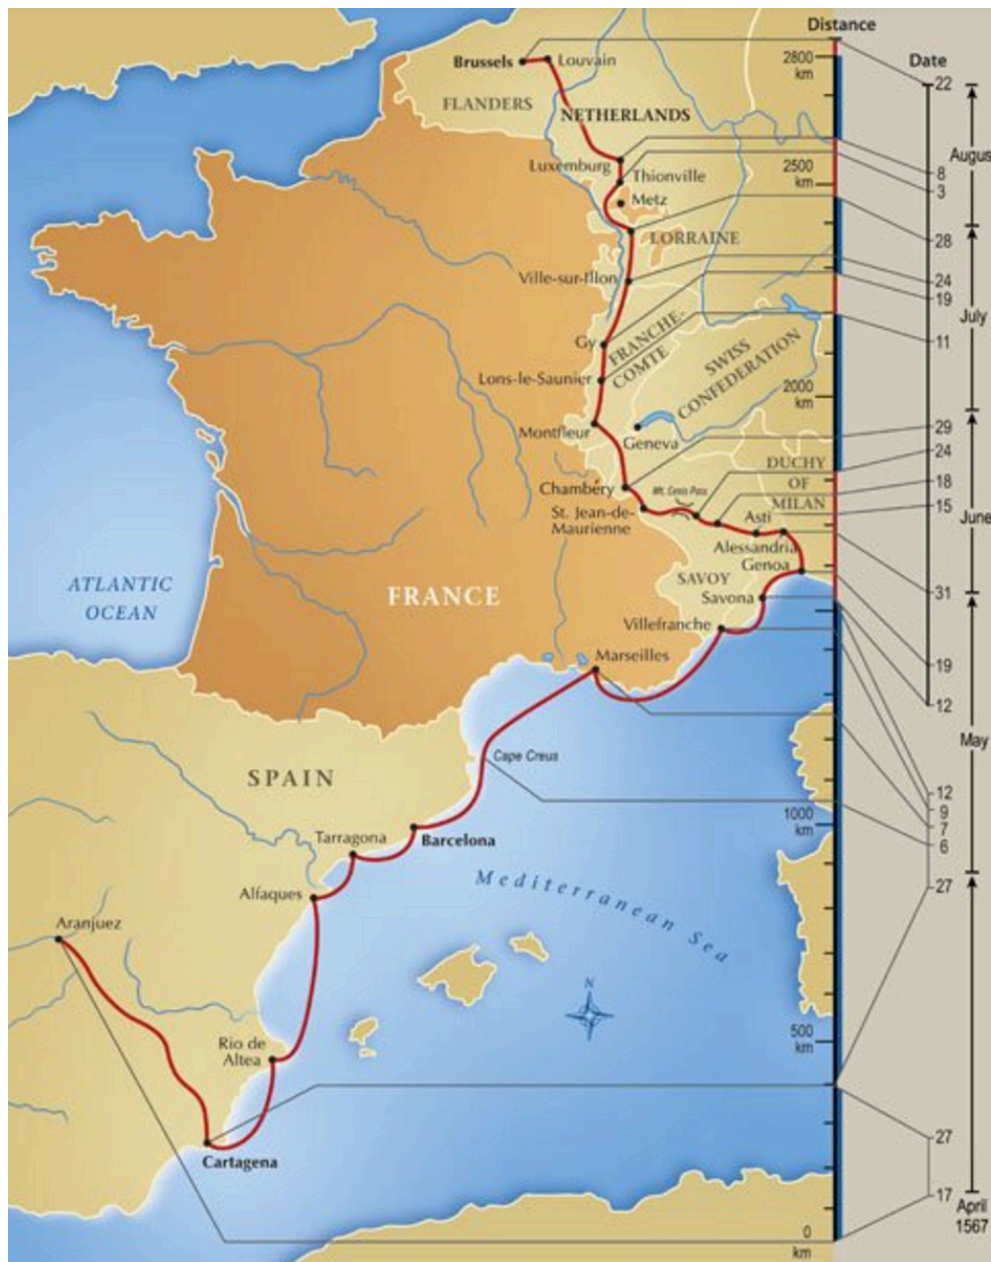 Distance
Date
2800
km
22
Brussels
Louvain
FLANDERS
NETHERLANDS
Augus
Luxemburg
Thionville
2500
km
8
3
Metz
LORRAINE
28
Ville-sur-Illon
24
19
July
Gy
FRANCHE-
COMTE
SWISS
CONFEDERATION
11
Lons-le-Saunier
2000
km
Montfleur
Geneva
29
24
DUCHY
OF
MILAN
Chambéry
Mt. Cenis Pass
18
15
St. Jean-de-
Maurienne
Asti
June
Alessandria
Genoa
ATLANTIC
OCEAN
FRANCE
SAVOY
Savona
31
Villefranche
Marseilles
19
12
May
Cape Creus
SPAIN
12
9
7
6
1000
km
Tarragona
Barcelona
Mediterranean Sea
27
Alfaques
Aranjuez
N
500
km
Rio de
Altea
27
Cartagena
17
April
1567
0
km